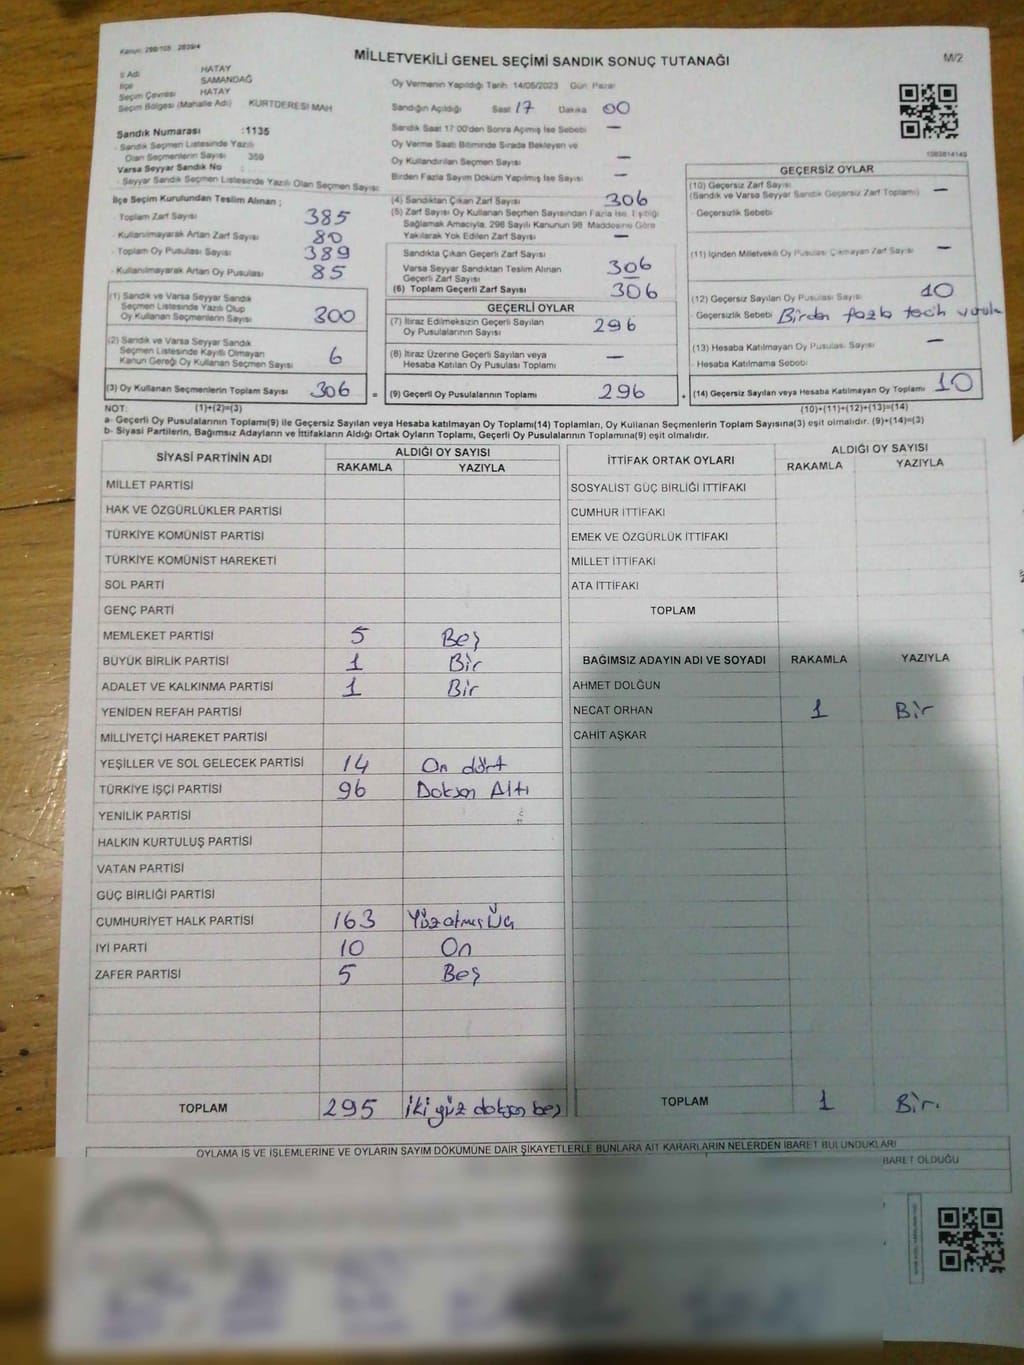 Kanun: 298/105 2839/4
MİLLETVEKİLİ GENEL SEÇİMİ SANDIK SONUÇ TUTANAĞI
M/2
İl Adı HATAY
İlçe SAMANDAĞ
Seçim Çevresi HATAY
Seçim Bölgesi (Mahalle Adı) KURTDERESİ MAH
Sandık Numarası :1135
Sandık Seçmen Listesinde Yazılı
Olan Seçmenlerin Sayısı 359
Varsa Seyyar Sandık No
Seyyar Sandık Seçmen Listesinde Yazılı Olan Seçmen Sayısı
Oy Vermenin Yapıldığı Tarih 14/05/2023 Gün Pazar
Sandığın Açıldığı Saat 17 Dakika 00
Sandık Saat 17:00'den Sonra Açılmış İse Sebebi —
Oy Verme Saati Bitiminde Sırada Bekleyen ve
Oy Kullandırılan Seçmen Sayısı —
Birden Fazla Sayım Döküm Yapılmış İse Sayısı —
İlçe Seçim Kurulundan Teslim Alınan ;
Toplam Zarf Sayısı 385
Kullanılmayarak Artan Zarf Sayısı 80
Toplam Oy Pusulası Sayısı 389
Kullanılmayarak Artan Oy Pusulası 85
(4) Sandıktan Çıkan Zarf Sayısı 306
(5) Zarf Sayısı Oy Kullanan Seçmen Sayısından Fazla İse, Eşitliği
Sağlamak Amacıyla, 298 Sayılı Kanunun 98. Maddesine Göre
Yakılarak Yok Edilen Zarf Sayısı —
Sandıkta Çıkan Geçerli Zarf Sayısı 306
Varsa Seyyar Sandıktan Teslim Alınan
Geçerli Zarf Sayısı —
(6) Toplam Geçerli Zarf Sayısı 306
(1) Sandık ve Varsa Seyyar Sandık
Seçmen Listesinde Yazılı Olup
Oy Kullanan Seçmenlerin Sayısı 300
(2) Sandık ve Varsa Seyyar Sandık
Seçmen Listesinde Kayıtlı Olmayan
Kanun Gereği Oy Kullanan Seçmen Sayısı 6
(3) Oy Kullanan Seçmenlerin Toplam Sayısı 306 =
GEÇERLİ OYLAR
(7) İtiraz Edilmeksizin Geçerli Sayılan
Oy Pusulalarının Sayısı 296
(8) İtiraz Üzerine Geçerli Sayılan veya
Hesaba Katılan Oy Pusulası Toplamı —
(9) Geçerli Oy Pusulalarının Toplamı 296 +
GEÇERSİZ OYLAR
(10) Geçersiz Zarf Sayısı
(Sandık ve Varsa Seyyar Sandık Geçersiz Zarf Toplamı) —
Geçersizlik Sebebi
(11) İçinden Milletvekili Oy Pusulası Çıkmayan Zarf Sayısı —
(12) Geçersiz Sayılan Oy Pusulası Sayısı 10
Geçersizlik Sebebi Birden fazla
(13) Hesaba Katılmayan Oy Pusulası Sayısı —
Hesaba Katılmama Sebebi
(14) Geçersiz Sayılan veya Hesaba Katılmayan Oy Toplamı 10
NOT: (1)+(2)=(3)
(10)+(11)+(12)+(13)=(14)
a- Geçerli Oy Pusulalarının Toplamı(9) ile Geçersiz Sayılan veya Hesaba katılmayan Oy Toplamı(14) Toplamları, Oy Kullanan Seçmenlerin Toplam Sayısına(3) eşit olmalıdır. (9)+(14)=(3)
b- Siyasi Partilerin, Bağımsız Adayların ve İttifakların Aldığı Ortak Oyların Toplamı, Geçerli Oy Pusulalarının Toplamına(9) eşit olmalıdır.
SİYASİ PARTİNİN ADI ALDIĞI OY SAYISI
RAKAMLA YAZIYLA
MİLLET PARTİSİ
HAK VE ÖZGÜRLÜKLER PARTİSİ
TÜRKİYE KOMÜNİST PARTİSİ
TÜRKİYE KOMÜNİST HAREKETİ
SOL PARTİ
GENÇ PARTİ
MEMLEKET PARTİSİ 5 Beş
BÜYÜK BİRLİK PARTİSİ 1 Bir
ADALET VE KALKINMA PARTİSİ 1 Bir
YENİDEN REFAH PARTİSİ
MİLLİYETÇİ HAREKET PARTİSİ
YEŞİLLER VE SOL GELECEK PARTİSİ 14 On dört
TÜRKİYE İŞÇİ PARTİSİ 96 Doksan Altı
YENİLİK PARTİSİ
HALKIN KURTULUŞ PARTİSİ
VATAN PARTİSİ
GÜÇ BİRLİĞİ PARTİSİ
CUMHURİYET HALK PARTİSİ 163 Yüzatmış Üç
İYİ PARTİ 10 On
ZAFER PARTİSİ 5 Beş
TOPLAM 295 İki yüz doksan beş
İTTİFAK ORTAK OYLARI ALDIĞI OY SAYISI
RAKAMLA YAZIYLA
SOSYALİST GÜÇ BİRLİĞİ İTTİFAKI
CUMHUR İTTİFAKI
EMEK VE ÖZGÜRLÜK İTTİFAKI
MİLLET İTTİFAKI
ATA İTTİFAKI
TOPLAM
BAĞIMSIZ ADAYIN ADI VE SOYADI RAKAMLA YAZIYLA
AHMET DOLĞUN
NECAT ORHAN 1 Bir
CAHİT AŞKAR
TOPLAM 1 Bir.
OYLAMA İŞ VE İŞLEMLERİNE VE OYLARIN SAYIM DÖKÜMÜNE DAİR ŞİKAYETLERLE BUNLARA AİT KARARLARIN NELERDEN İBARET BULUNDUKLARI
İBARET OLDUĞU